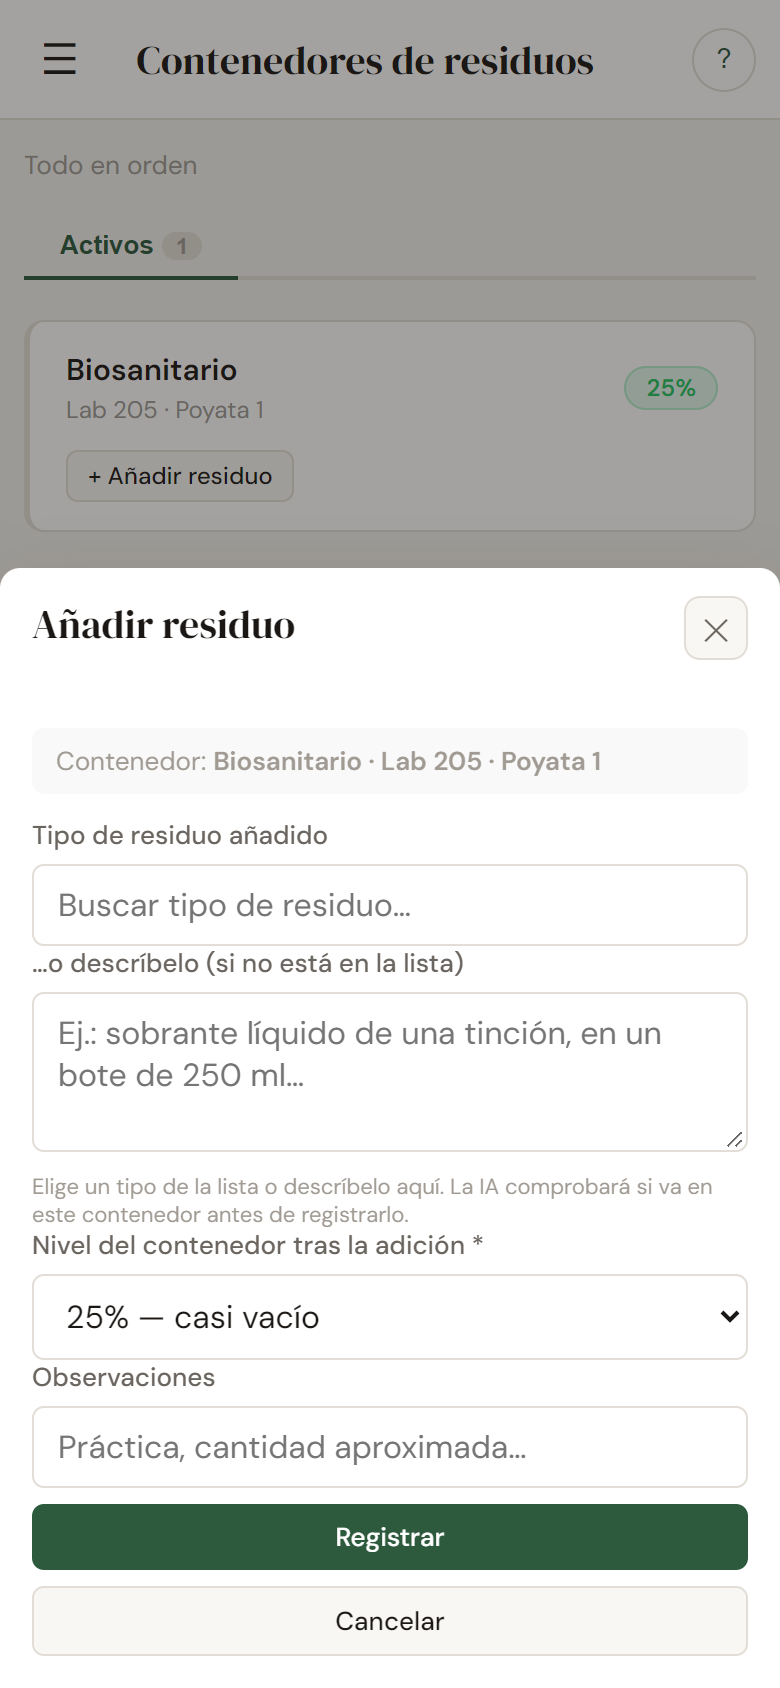 ☰ Contenedores de residuos ?
Todo en orden
Activos 1
Biosanitario
Lab 205 · Poyata 1
25%
+ Añadir residuo
Añadir residuo
Contenedor: Biosanitario · Lab 205 · Poyata 1
Tipo de residuo añadido
Buscar tipo de residuo...
...o descríbelo (si no está en la lista)
Ej.: sobrante líquido de una tinción, en un
bote de 250 ml...
Elige un tipo de la lista o descríbelo aquí. La IA comprobará si va en
este contenedor antes de registrarlo.
Nivel del contenedor tras la adición *
25% — casi vacío
Observaciones
Práctica, cantidad aproximada...
Registrar
Cancelar